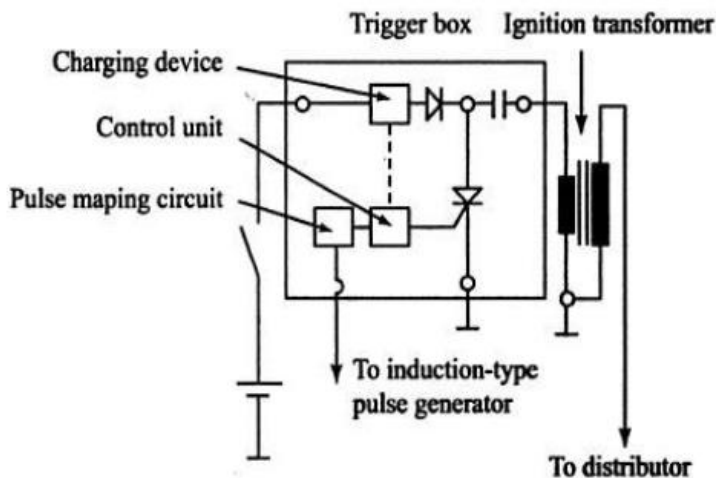 Trigger box
Ignition transformer
Charging device
Control unit
Pulse maping circuit
To induction-type
pulse generator
To distributor